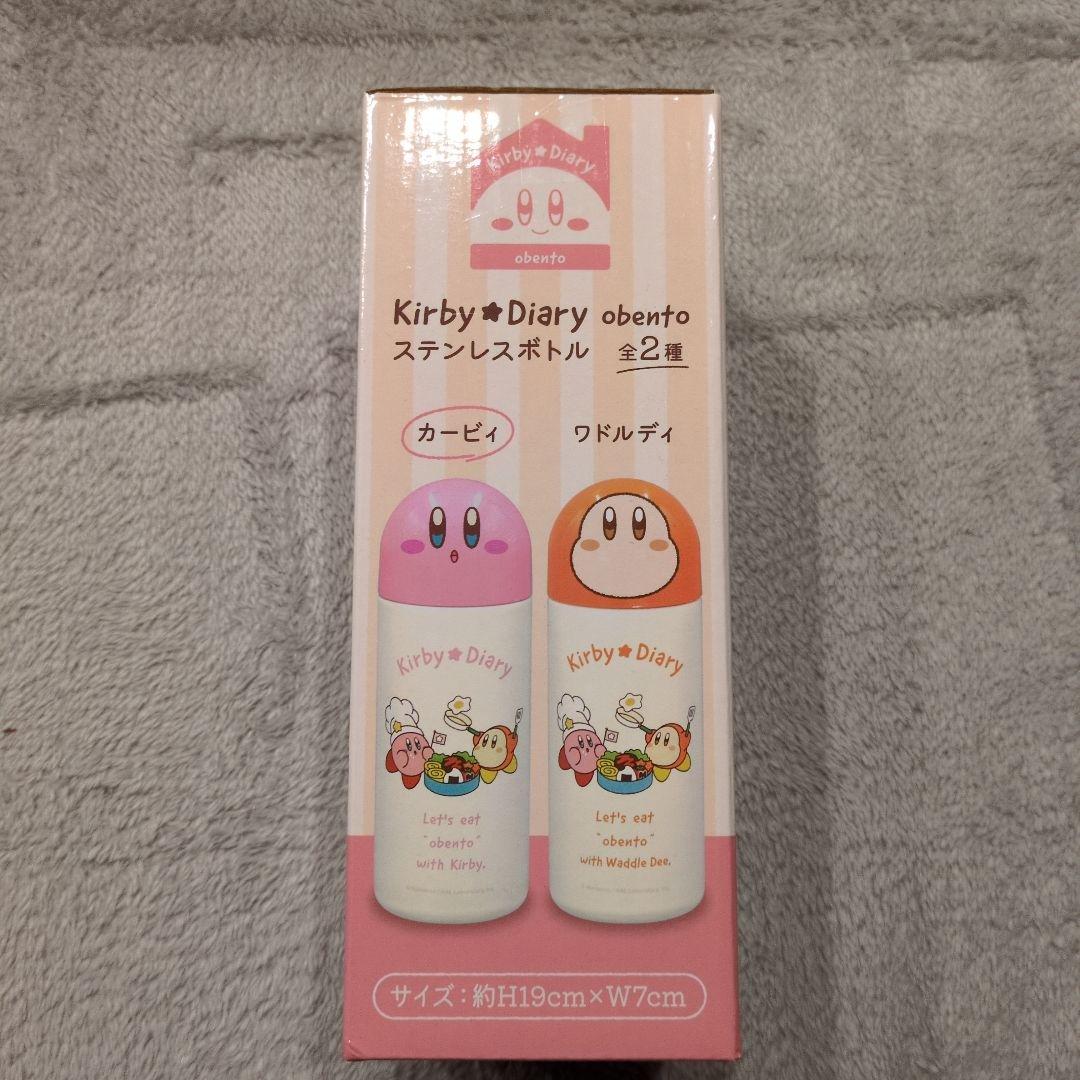 Kirby★Diary
obento
Kirby★Diary obento
ステンレスボトル 全2種
カービィ ワドルディ
Kirby★Diary
Let's eat
"obento"
with Kirby.
Kirby★Diary
Let's eat
"obento"
with Waddle Dee.
サイズ：約H19cm×W7cm